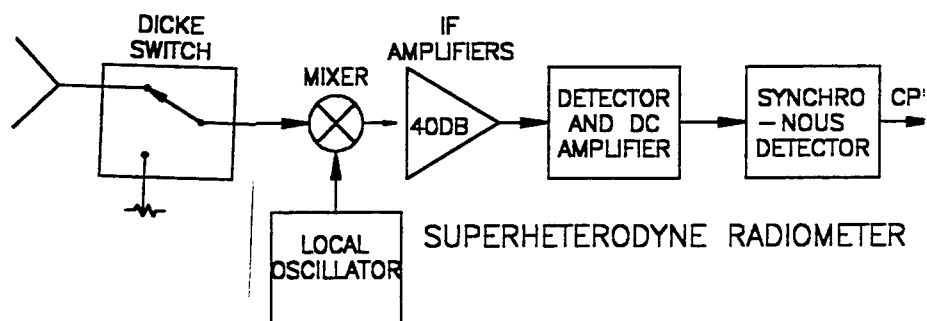 DICKE
SWITCH
MIXER
IF
AMPLIFIERS
40DB
DETECTOR
AND DC
AMPLIFIER
SYNCHRO
-NOUS
DETECTOR
LOCAL
OSCILLATOR
SUPERHETERODYNE RADIOMETER